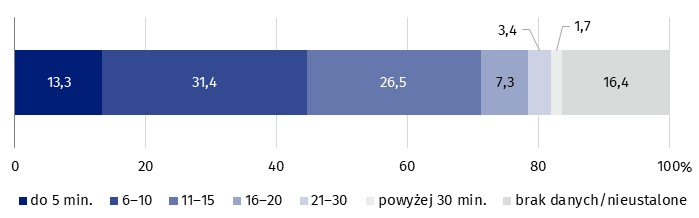 3,4 1,7
13,3 31,4 26,5 7,3 16,4
0 20 40 60 80 100%
do 5 min. 6–10 11–15 16–20 21–30 powyżej 30 min. brak danych/nieustalone